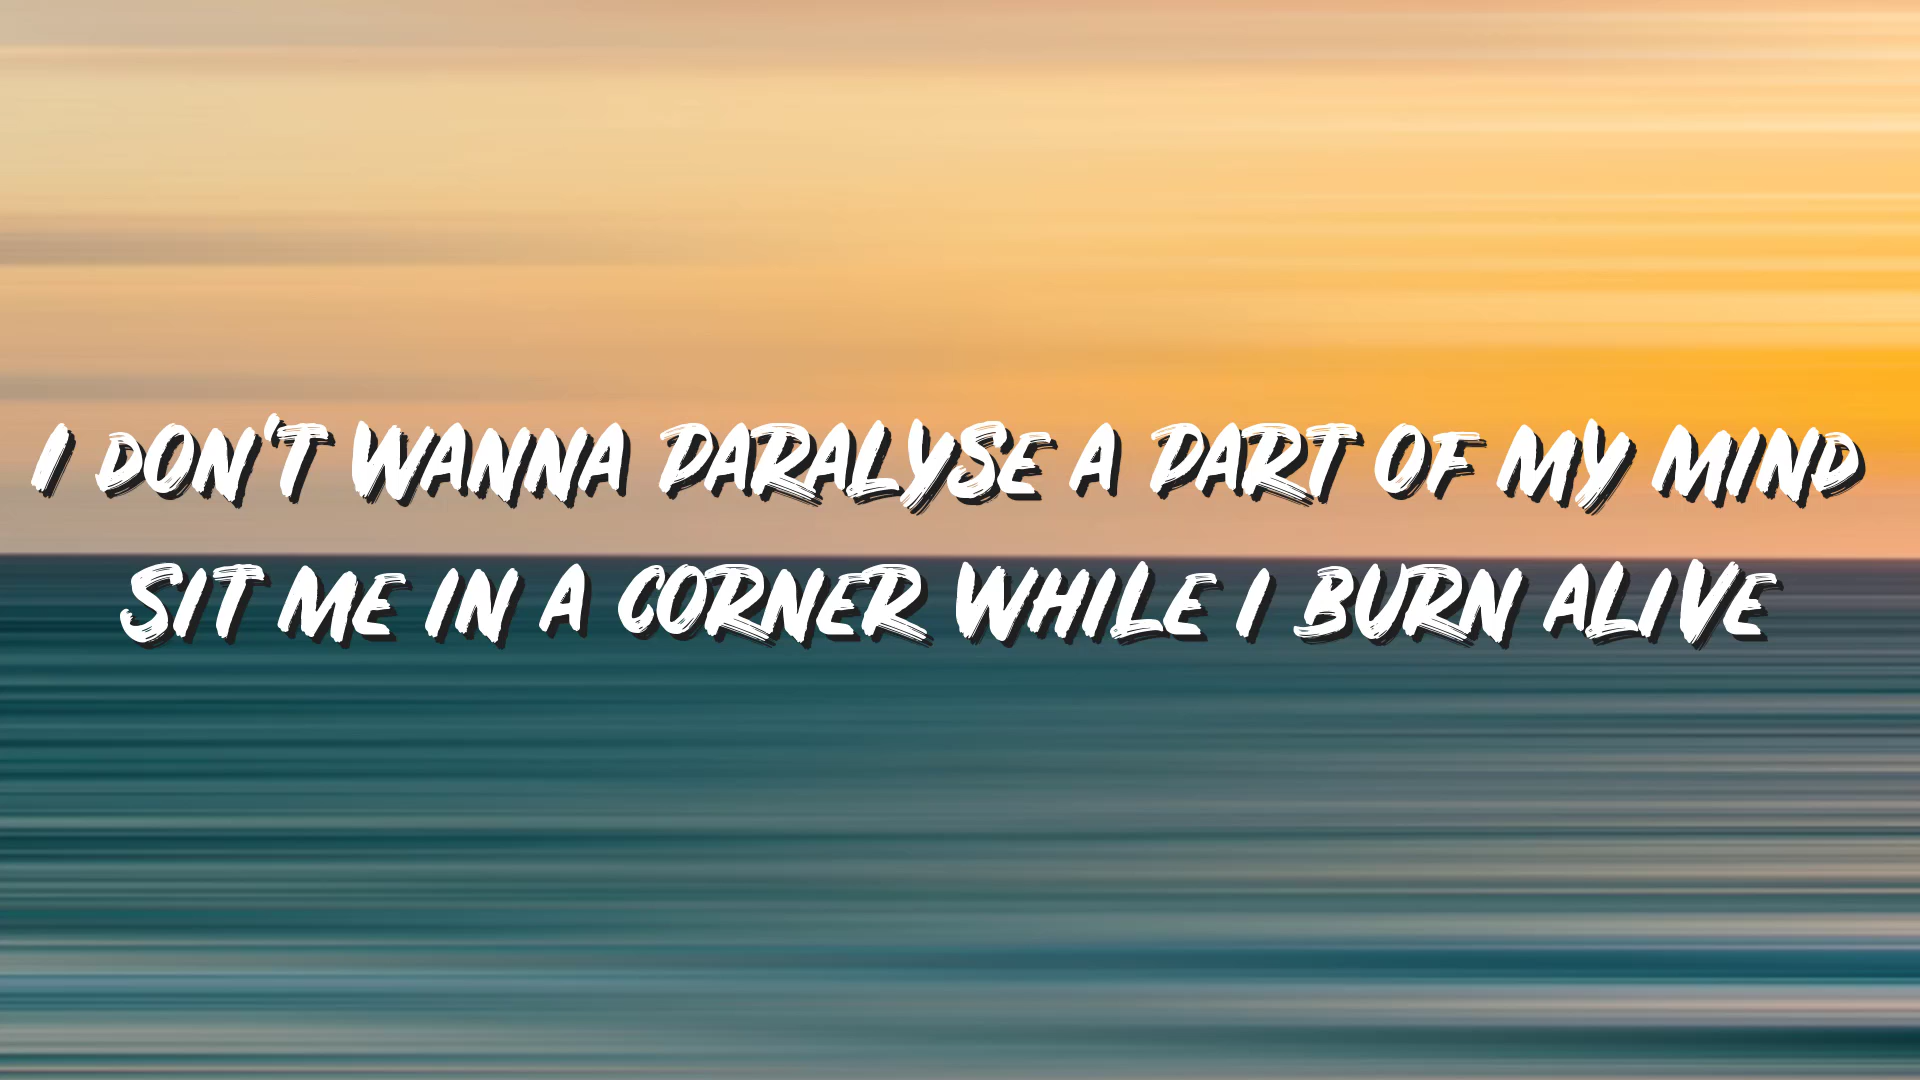 I DON'T WANNA PARALYSE A PART OF MY MIND
SIT ME IN A CORNER WHILE I BURN ALIVE